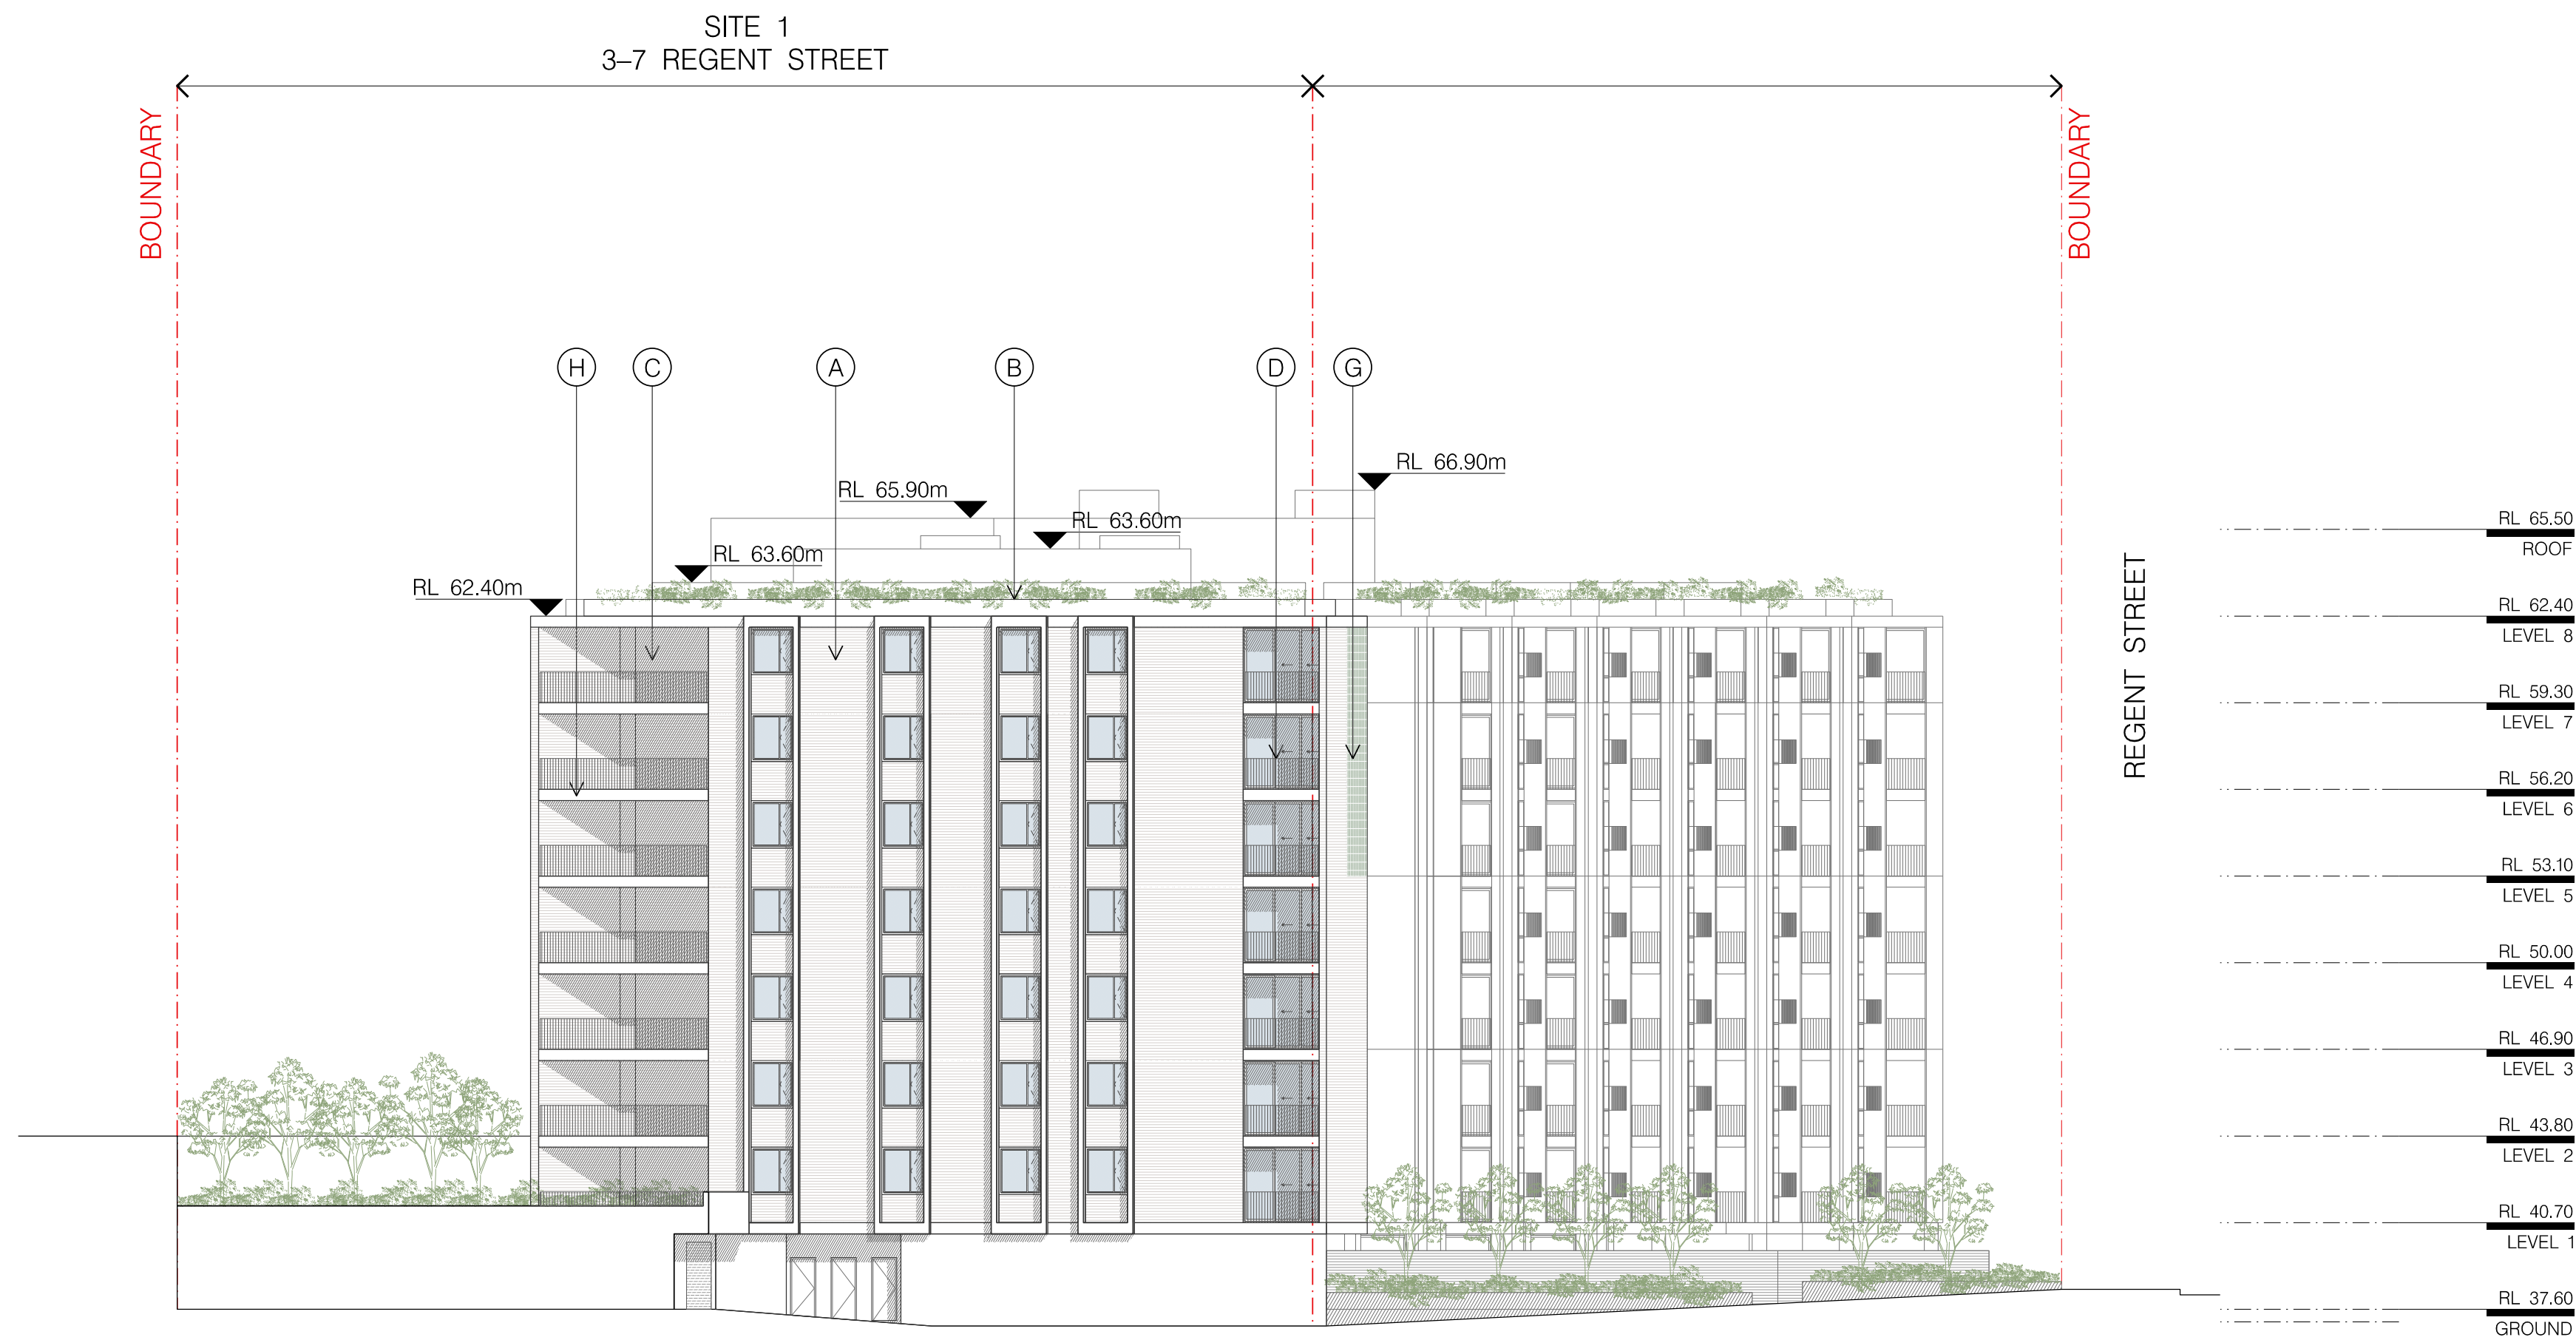 SITE 1
3–7 REGENT STREET
BOUNDARY
BOUNDARY
H
C
A
B
D
G
RL 66.90m
RL 65.90m
RL 63.60m
RL 63.60m
RL 62.40m
REGENT STREET
RL 65.50
ROOF
RL 62.40
LEVEL 8
RL 59.30
LEVEL 7
RL 56.20
LEVEL 6
RL 53.10
LEVEL 5
RL 50.00
LEVEL 4
RL 46.90
LEVEL 3
RL 43.80
LEVEL 2
RL 40.70
LEVEL 1
RL 37.60
GROUND